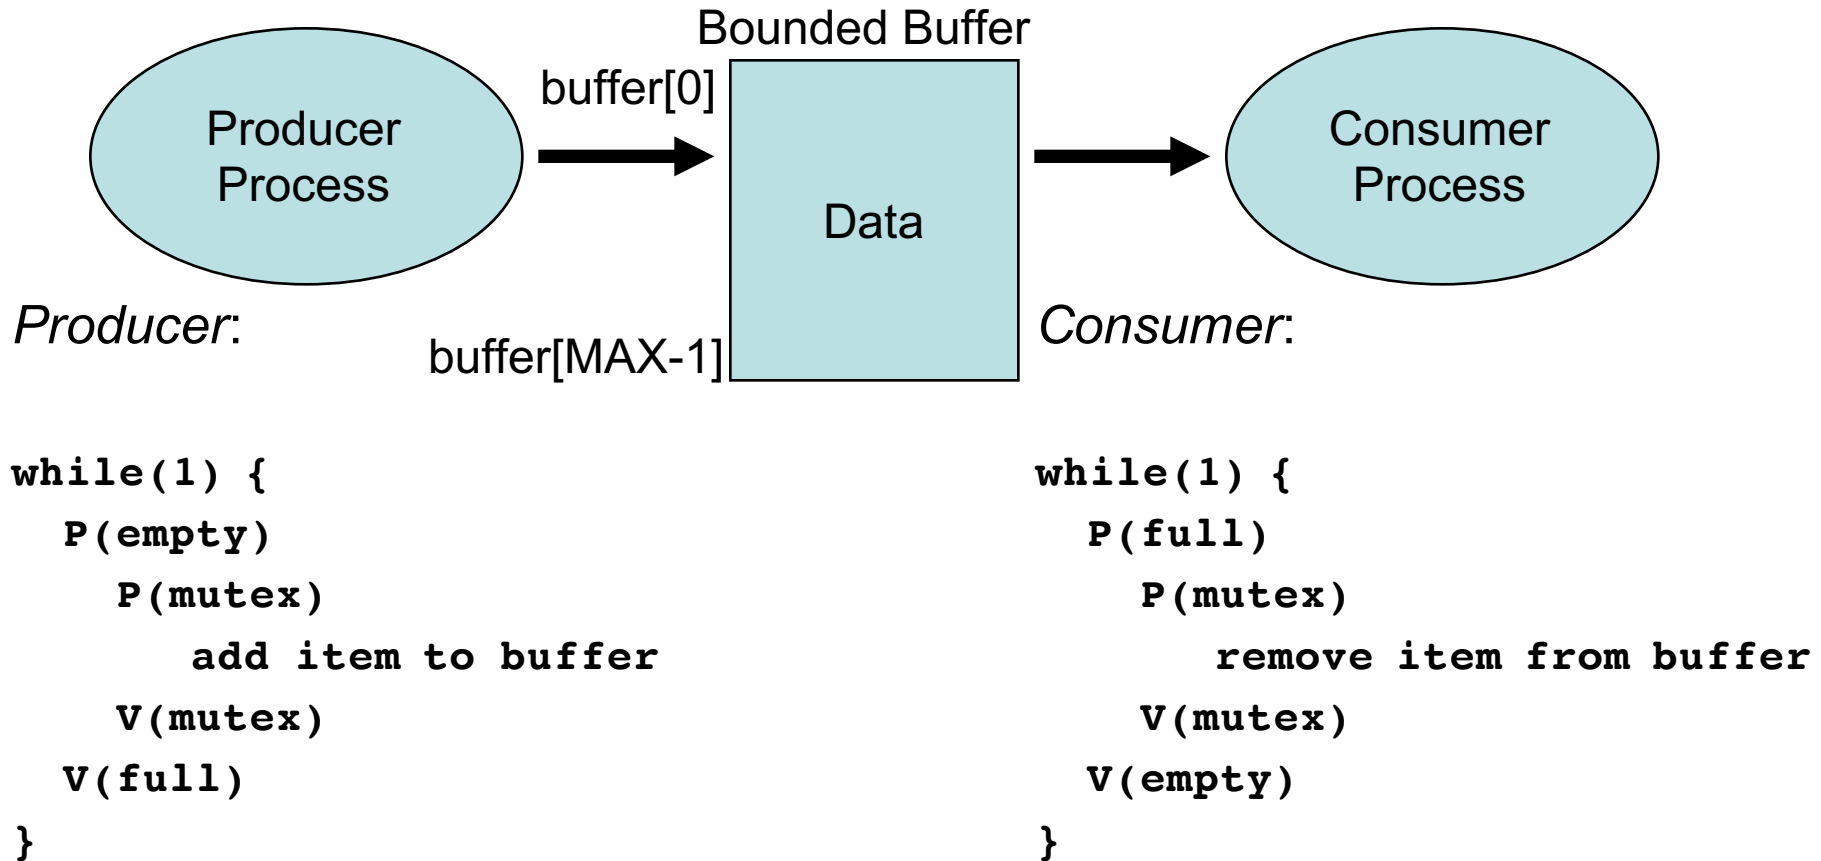 Bounded Buffer
Producer
Process
buffer[0]
Data
buffer[MAX-1]
Consumer
Process
Producer:
while(1) {
P(empty)
P(mutex)
add item to buffer
V(mutex)
V(full)
}
Consumer:
while(1) {
P(full)
P(mutex)
remove item from buffer
V(mutex)
V(empty)
}